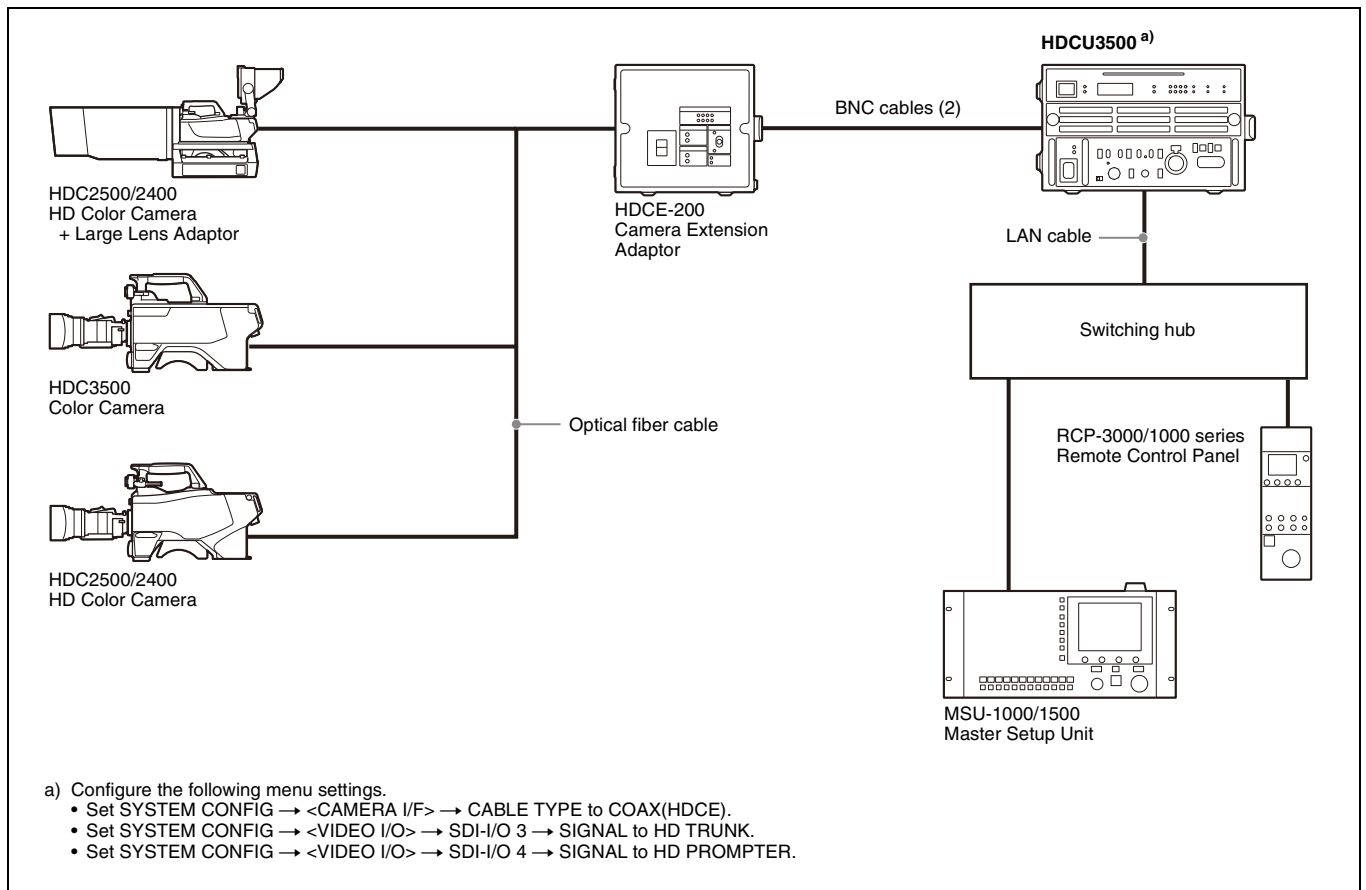 HDCU3500 a)
BNC cables (2)
HDC2500/2400
HD Color Camera
+ Large Lens Adaptor
HDCE-200
Camera Extension
Adaptor
LAN cable
Switching hub
HDC3500
Color Camera
Optical fiber cable
RCP-3000/1000 series
Remote Control Panel
HDC2500/2400
HD Color Camera
MSU-1000/1500
Master Setup Unit
a) Configure the following menu settings.
• Set SYSTEM CONFIG → <CAMERA I/F> → CABLE TYPE to COAX(HDCE).
• Set SYSTEM CONFIG → <VIDEO I/O> → SDI-I/O 3 → SIGNAL to HD TRUNK.
• Set SYSTEM CONFIG → <VIDEO I/O> → SDI-I/O 4 → SIGNAL to HD PROMPTER.